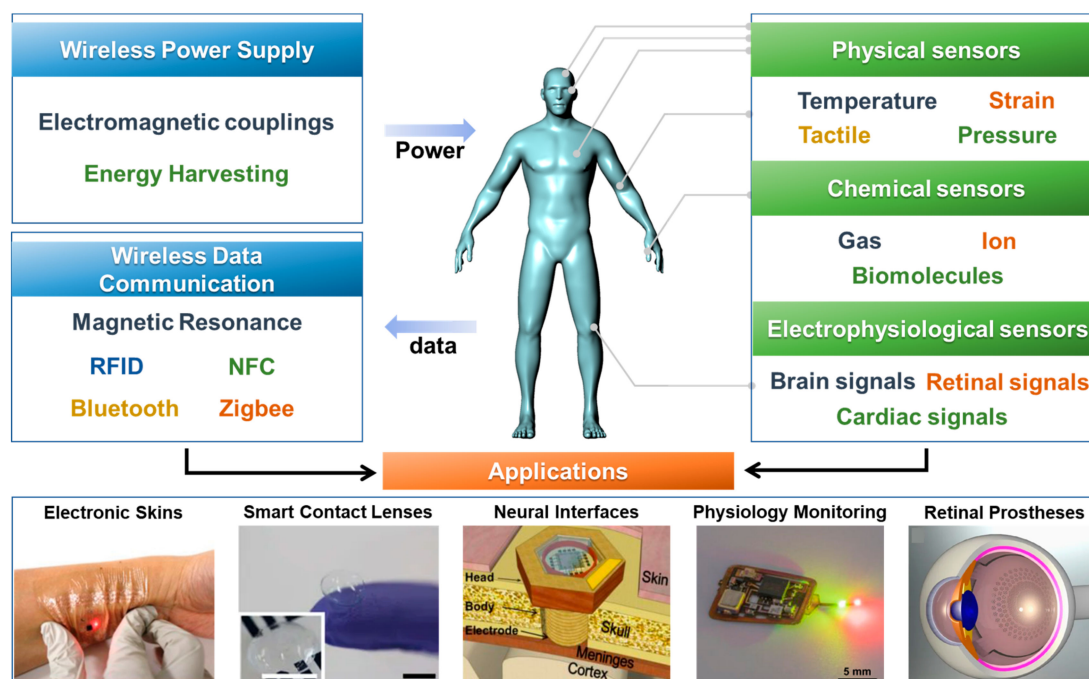 Wireless Power Supply
Electromagnetic couplings
Energy Harvesting
Power
Wireless Data
Communication
Magnetic Resonance
RFID NFC
Bluetooth Zigbee
data
Physical sensors
Temperature Strain
Tactile Pressure
Chemical sensors
Gas Ion
Biomolecules
Electrophysiological sensors
Brain signals Retinal signals
Cardiac signals
Applications
Electronic Skins
Smart Contact Lenses
Neural Interfaces
Head
Body
Electrode
Skin
Skull
Meninges
Cortex
Physiology Monitoring
5 mm
Retinal Prostheses